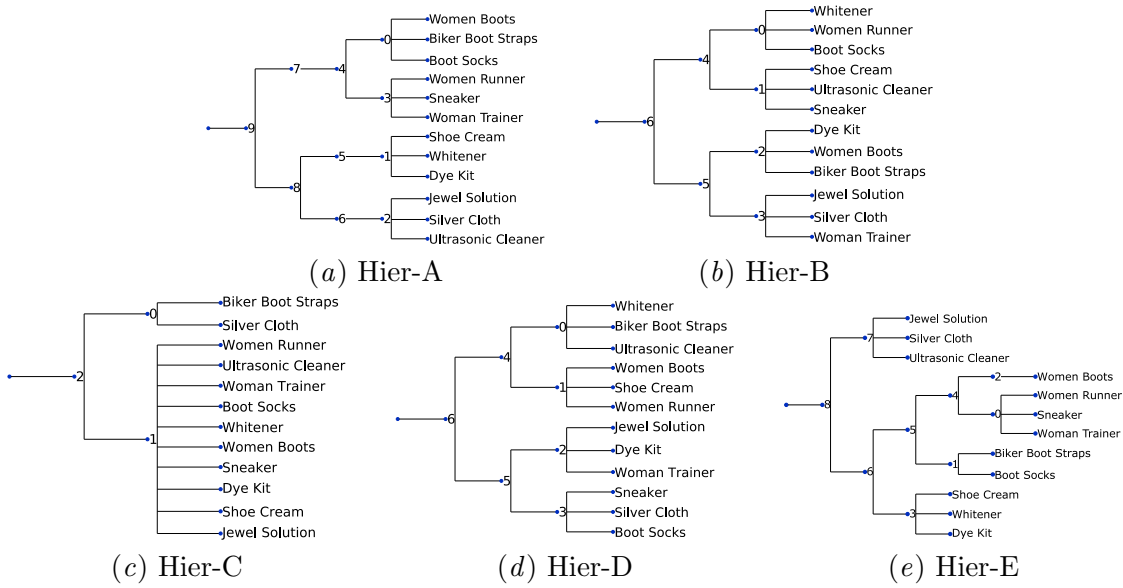 Women Boots
0
Biker Boot Straps
Boot Socks
7
4
Women Runner
3
Sneaker
Woman Trainer
9
Shoe Cream
5
1
Whitener
Dye Kit
8
Jewel Solution
6
2
Silver Cloth
Ultrasonic Cleaner
(a) Hier-A
Whitener
0
Women Runner
Boot Socks
4
Shoe Cream
1
Ultrasonic Cleaner
Sneaker
6
Dye Kit
2
Women Boots
Biker Boot Straps
5
Jewel Solution
3
Silver Cloth
Woman Trainer
(b) Hier-B
Biker Boot Straps
0
Silver Cloth
2
Women Runner
Ultrasonic Cleaner
Woman Trainer
Boot Socks
Whitener
1
Women Boots
Sneaker
Dye Kit
Shoe Cream
Jewel Solution
(c) Hier-C
Whitener
0
Biker Boot Straps
Ultrasonic Cleaner
4
Women Boots
1
Shoe Cream
Women Runner
6
Jewel Solution
2
Dye Kit
Woman Trainer
5
Sneaker
3
Silver Cloth
Boot Socks
(d) Hier-D
Jewel Solution
7
Silver Cloth
Ultrasonic Cleaner
8
2
Women Boots
4
Women Runner
0
Sneaker
Woman Trainer
5
Biker Boot Straps
1
Boot Socks
6
Shoe Cream
3
Whitener
Dye Kit
(e) Hier-E